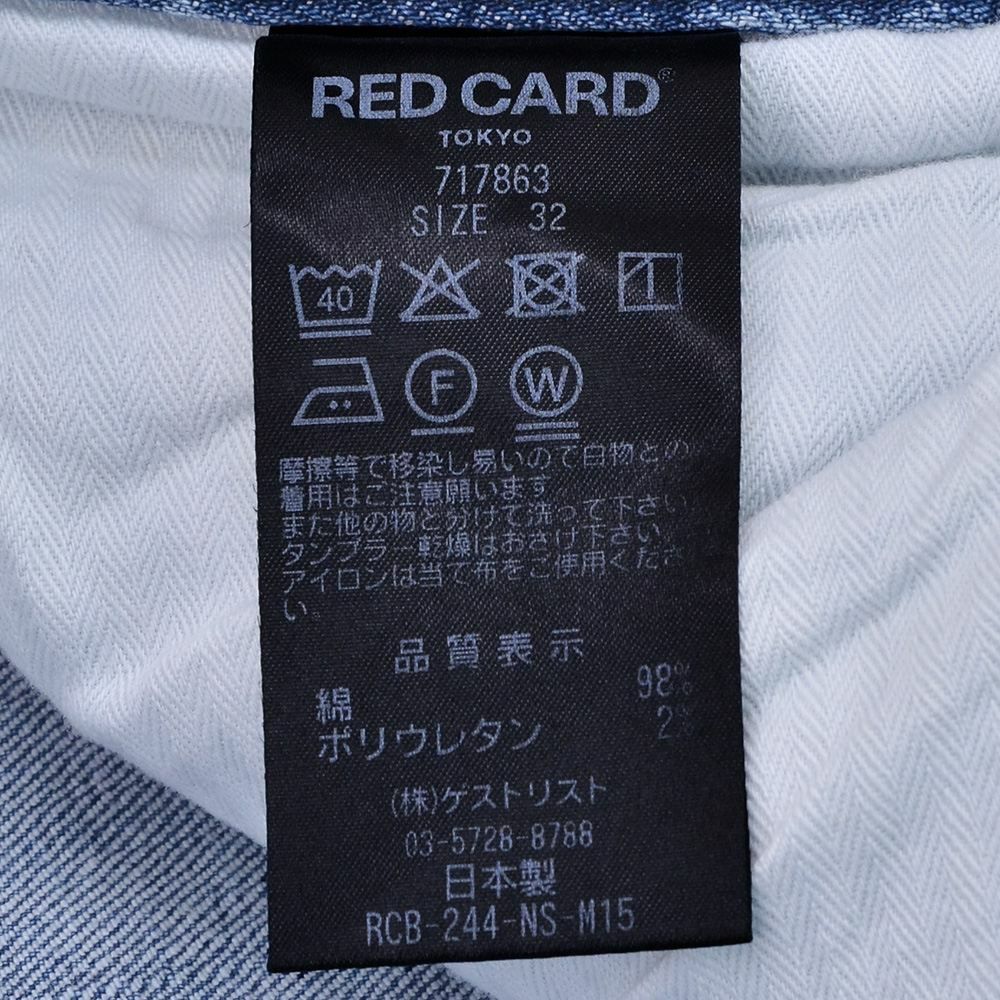 RED CARD®
TOKYO
717863
SIZE 32
40
F W
摩擦等で移染し易いので白物との
着用はご注意願います
また他の物と分けて洗って下さい
タンブラー乾燥はおさけ下さい
アイロンは当て布をご使用くださ
い
品質表示
綿 98%
ポリウレタン 2%
(株)ゲストリスト
03-5728-8788
日本製
RCB-244-NS-M15